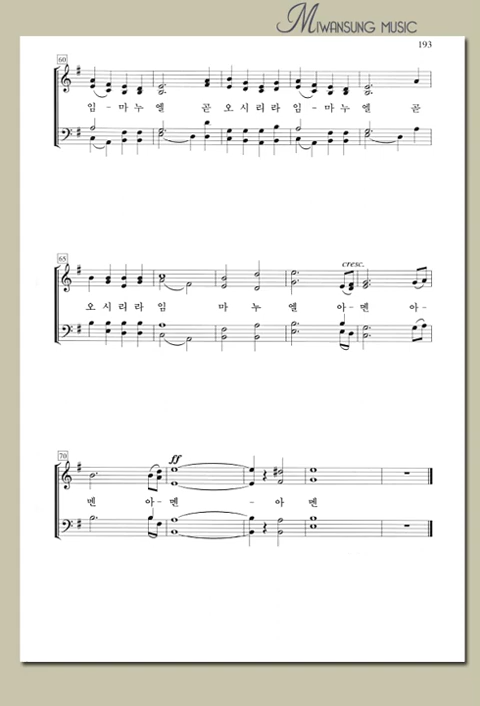 MIWANSUNG MUSIC
193
60
임 - 마 누 엘 곧 오 시 리 라 임 - 마 누 엘 곧
65
cresc.
오 시 리 라 임 마 누 엘 아 - 멘 아 -
70
ff
멘 아 - 멘 - 아 멘